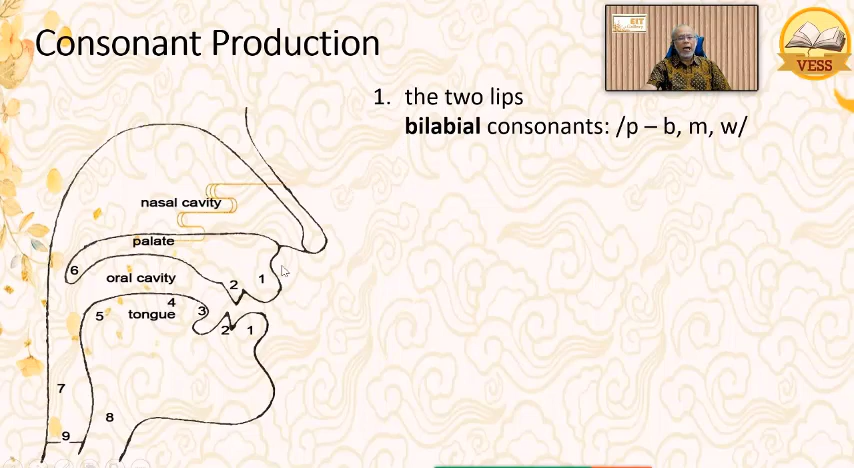 Consonant Production
EIT
VESS
1. the two lips
bilabial consonants: /p – b, m, w/
nasal cavity
palate
6
oral cavity
2
1
4
3
5
tongue
2
1
7
8
9